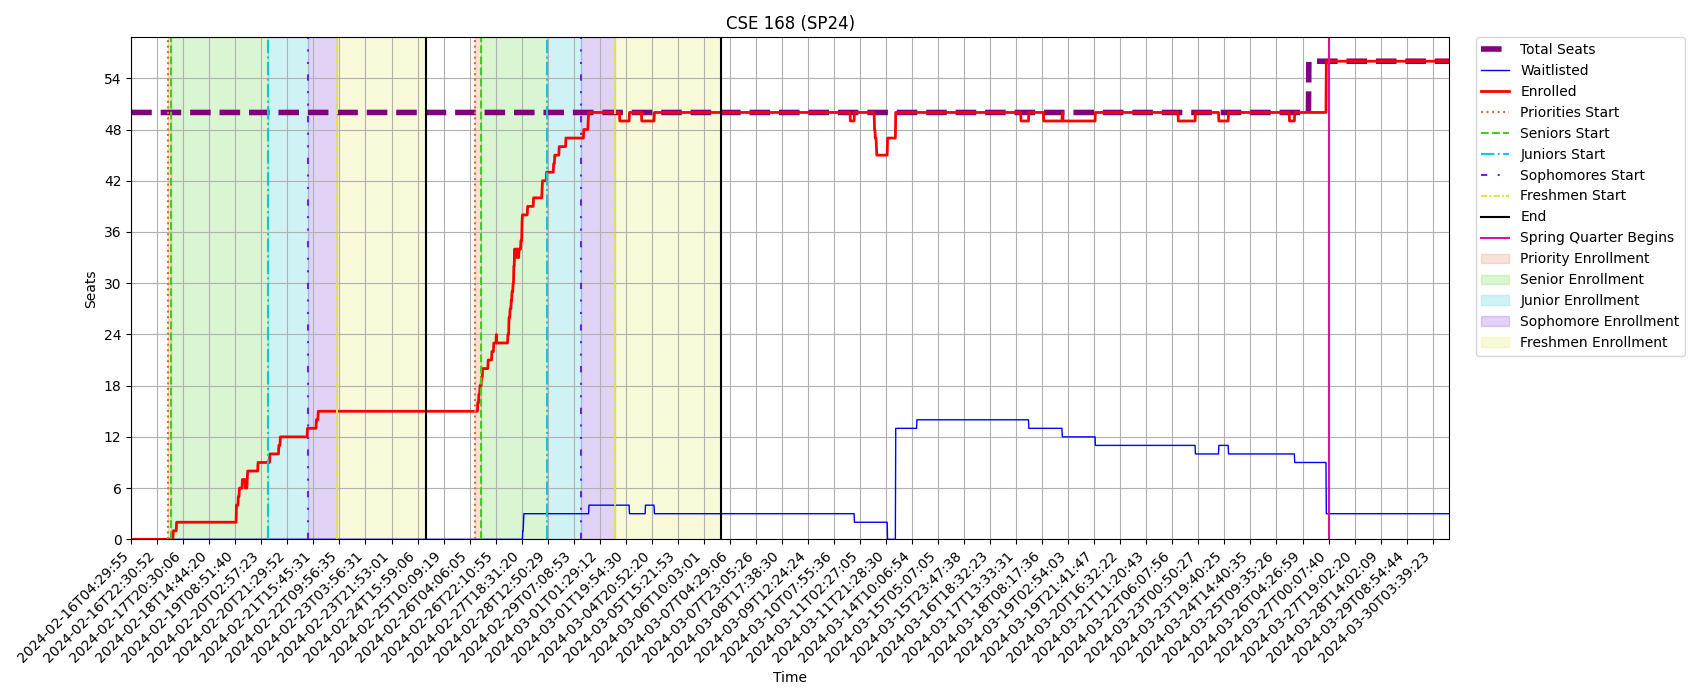 CSE 168 (SP24)
Seats
54
48
42
36
30
24
18
12
6
0
2024-02-16T04:29:55
2024-02-16T22:30:52
2024-02-17T20:30:06
2024-02-18T14:44:20
2024-02-19T08:51:40
2024-02-20T02:57:23
2024-02-20T21:29:52
2024-02-21T15:45:31
2024-02-22T09:56:35
2024-02-23T03:56:31
2024-02-23T21:53:01
2024-02-24T15:59:06
2024-02-25T10:09:19
2024-02-26T04:06:05
2024-02-26T22:10:55
2024-02-27T18:31:20
2024-02-28T12:50:29
2024-02-29T07:08:53
2024-03-01T01:29:12
2024-03-01T19:54:30
2024-03-04T20:52:20
2024-03-05T15:21:53
2024-03-06T10:03:01
2024-03-07T04:29:06
2024-03-07T23:05:26
2024-03-08T17:38:30
2024-03-09T12:24:24
2024-03-10T07:55:36
2024-03-11T02:27:05
2024-03-11T21:28:30
2024-03-14T10:06:54
2024-03-15T05:07:05
2024-03-15T23:47:38
2024-03-16T18:32:23
2024-03-17T13:33:31
2024-03-18T08:17:36
2024-03-19T02:54:03
2024-03-19T21:41:47
2024-03-20T16:32:22
2024-03-21T11:20:43
2024-03-22T06:07:56
2024-03-23T00:50:27
2024-03-23T19:40:25
2024-03-24T14:40:35
2024-03-25T09:35:26
2024-03-26T04:26:59
2024-03-27T00:07:40
2024-03-27T19:02:20
2024-03-28T14:02:09
2024-03-29T08:54:44
2024-03-30T03:39:23
Time
Total Seats
Waitlisted
Enrolled
Priorities Start
Seniors Start
Juniors Start
Sophomores Start
Freshmen Start
End
Spring Quarter Begins
Priority Enrollment
Senior Enrollment
Junior Enrollment
Sophomore Enrollment
Freshmen Enrollment